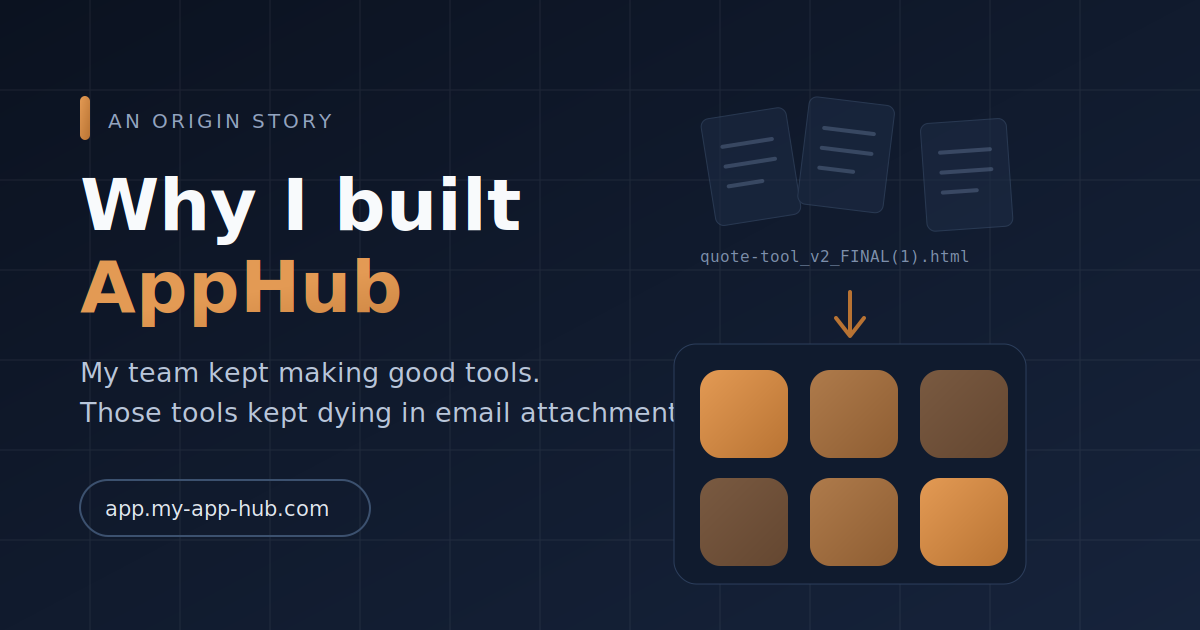 AN ORIGIN STORY
Why I built
AppHub
My team kept making good tools.
Those tools kept dying in email attachment
app.my-app-hub.com
quote-tool_v2_FINAL(1).html